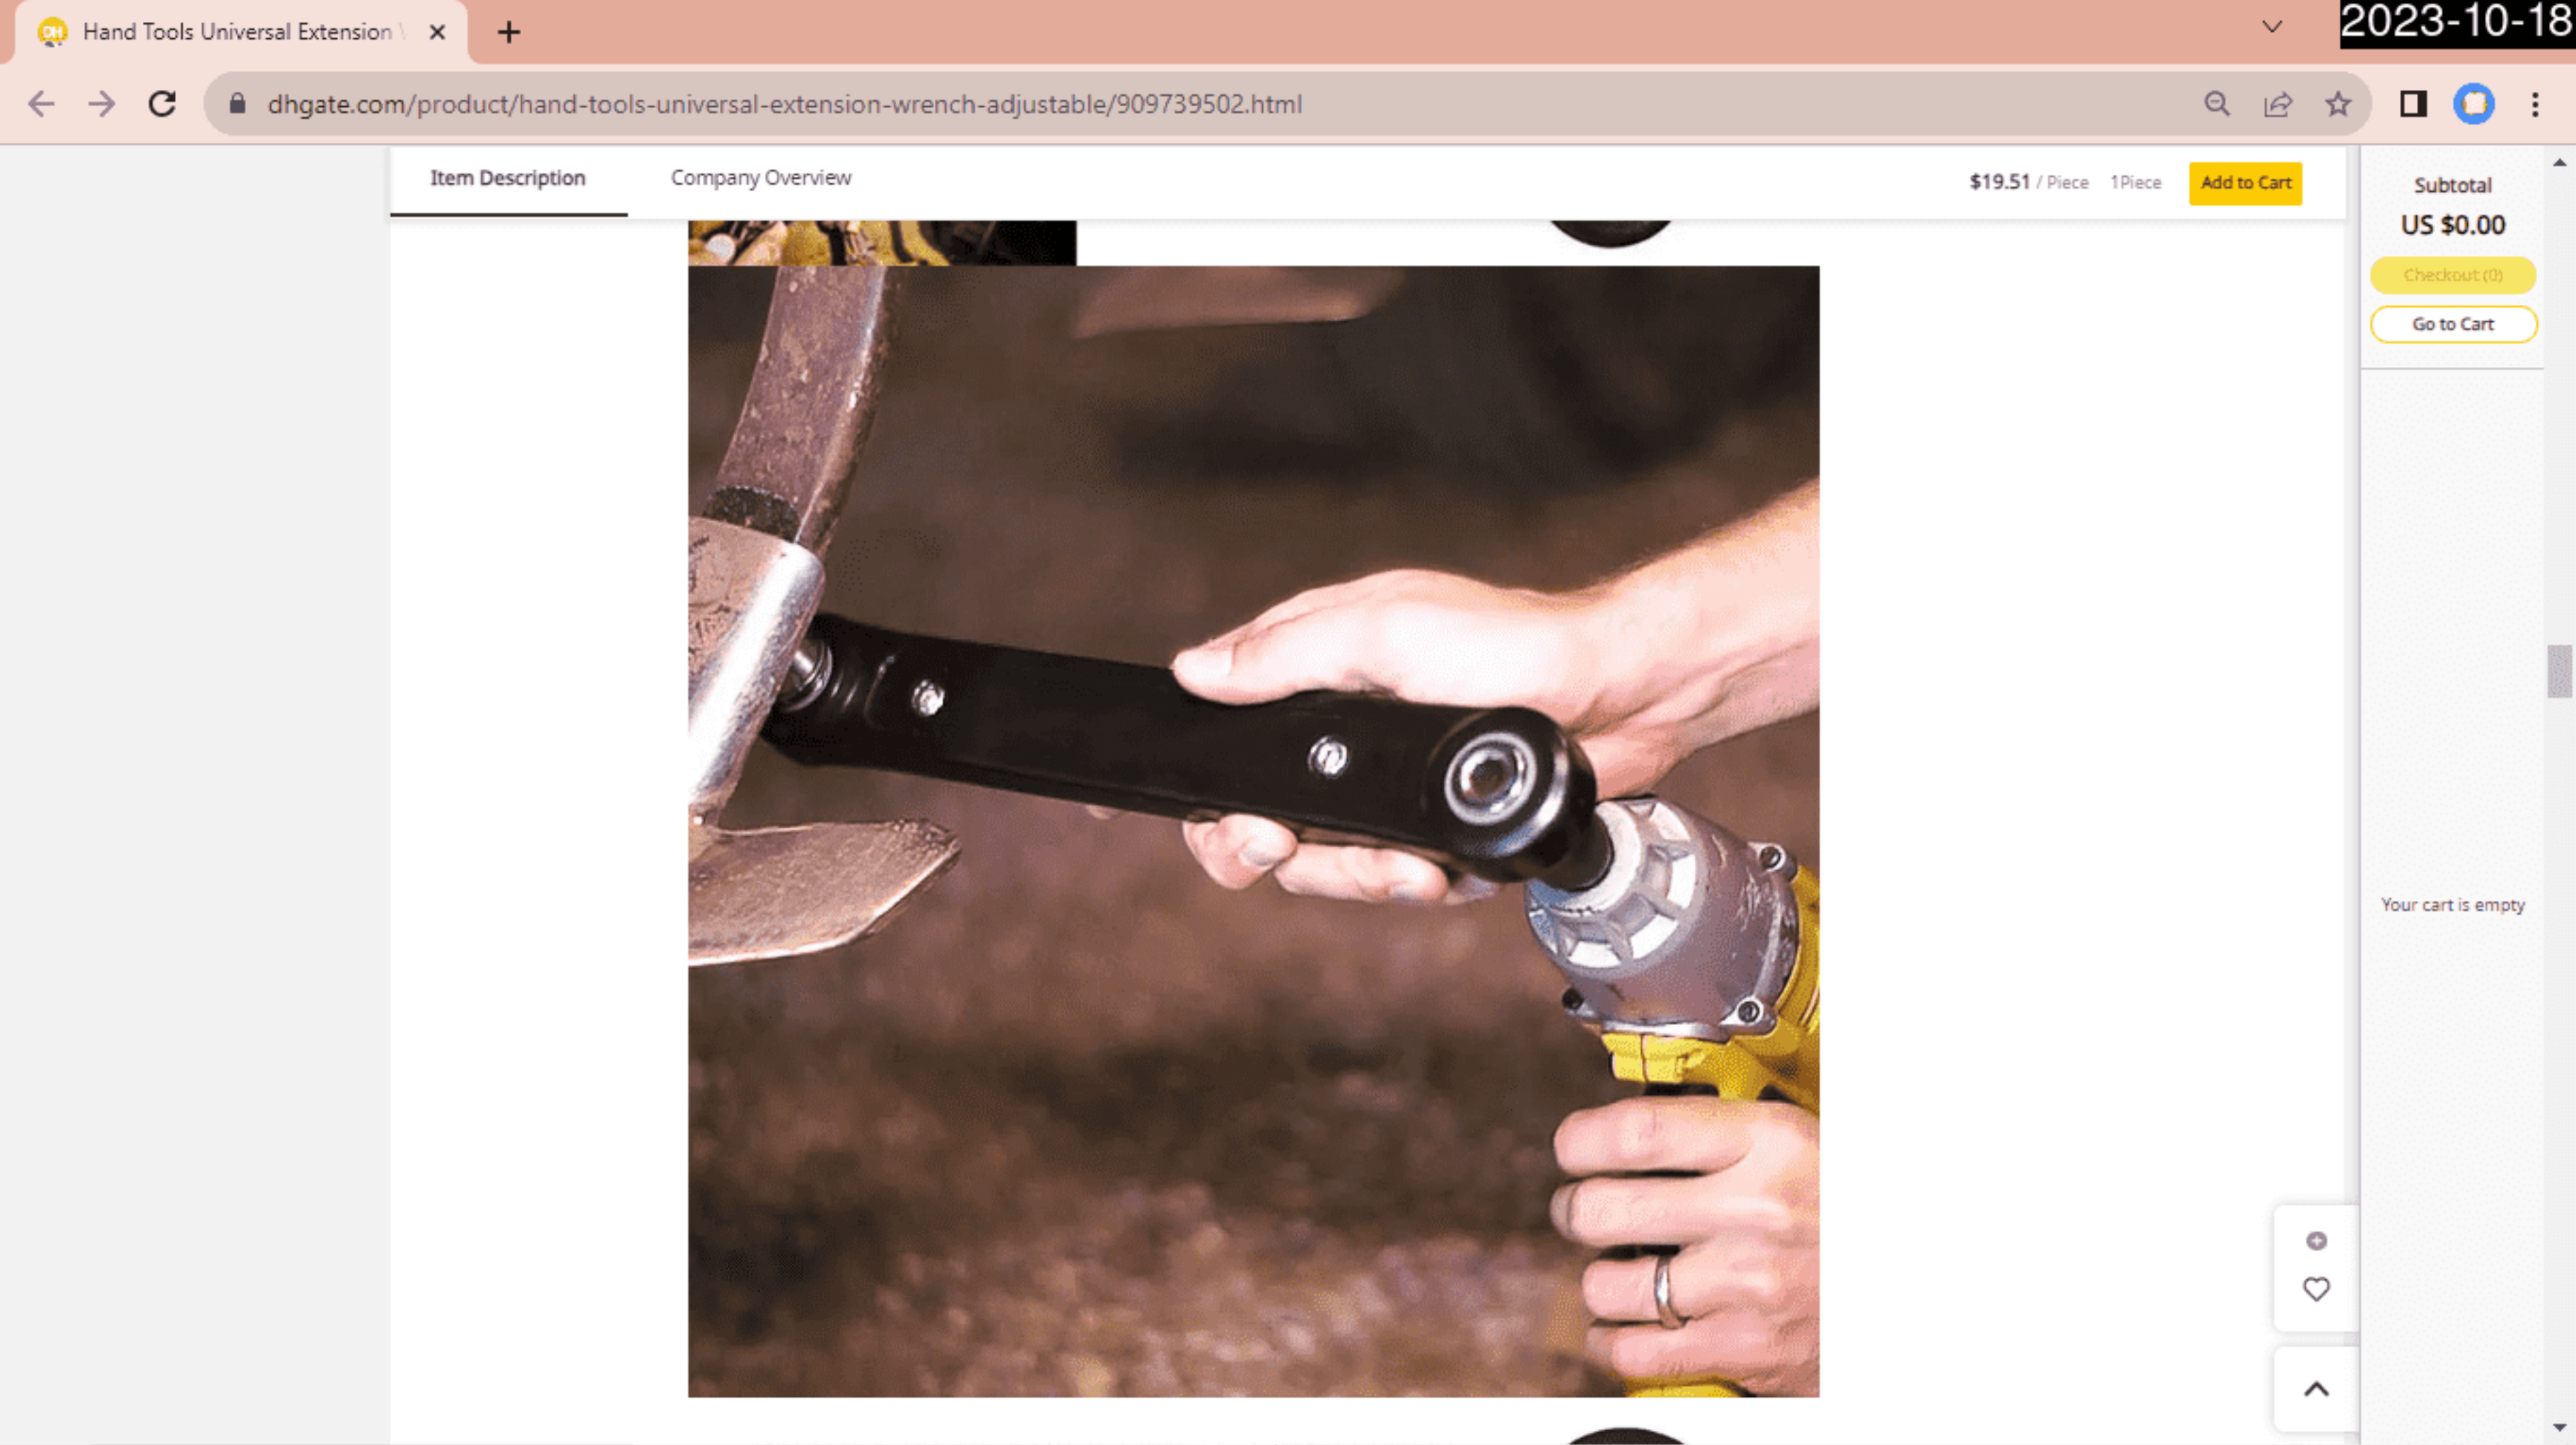 Hand Tools Universal Extension
2023-10-18
dhgate.com/product/hand-tools-universal-extension-wrench-adjustable/909739502.html
Item Description
Company Overview
$19.51 / Piece 1Piece
Add to Cart
Subtotal
US $0.00
Checkout (0)
Go to Cart
Your cart is empty